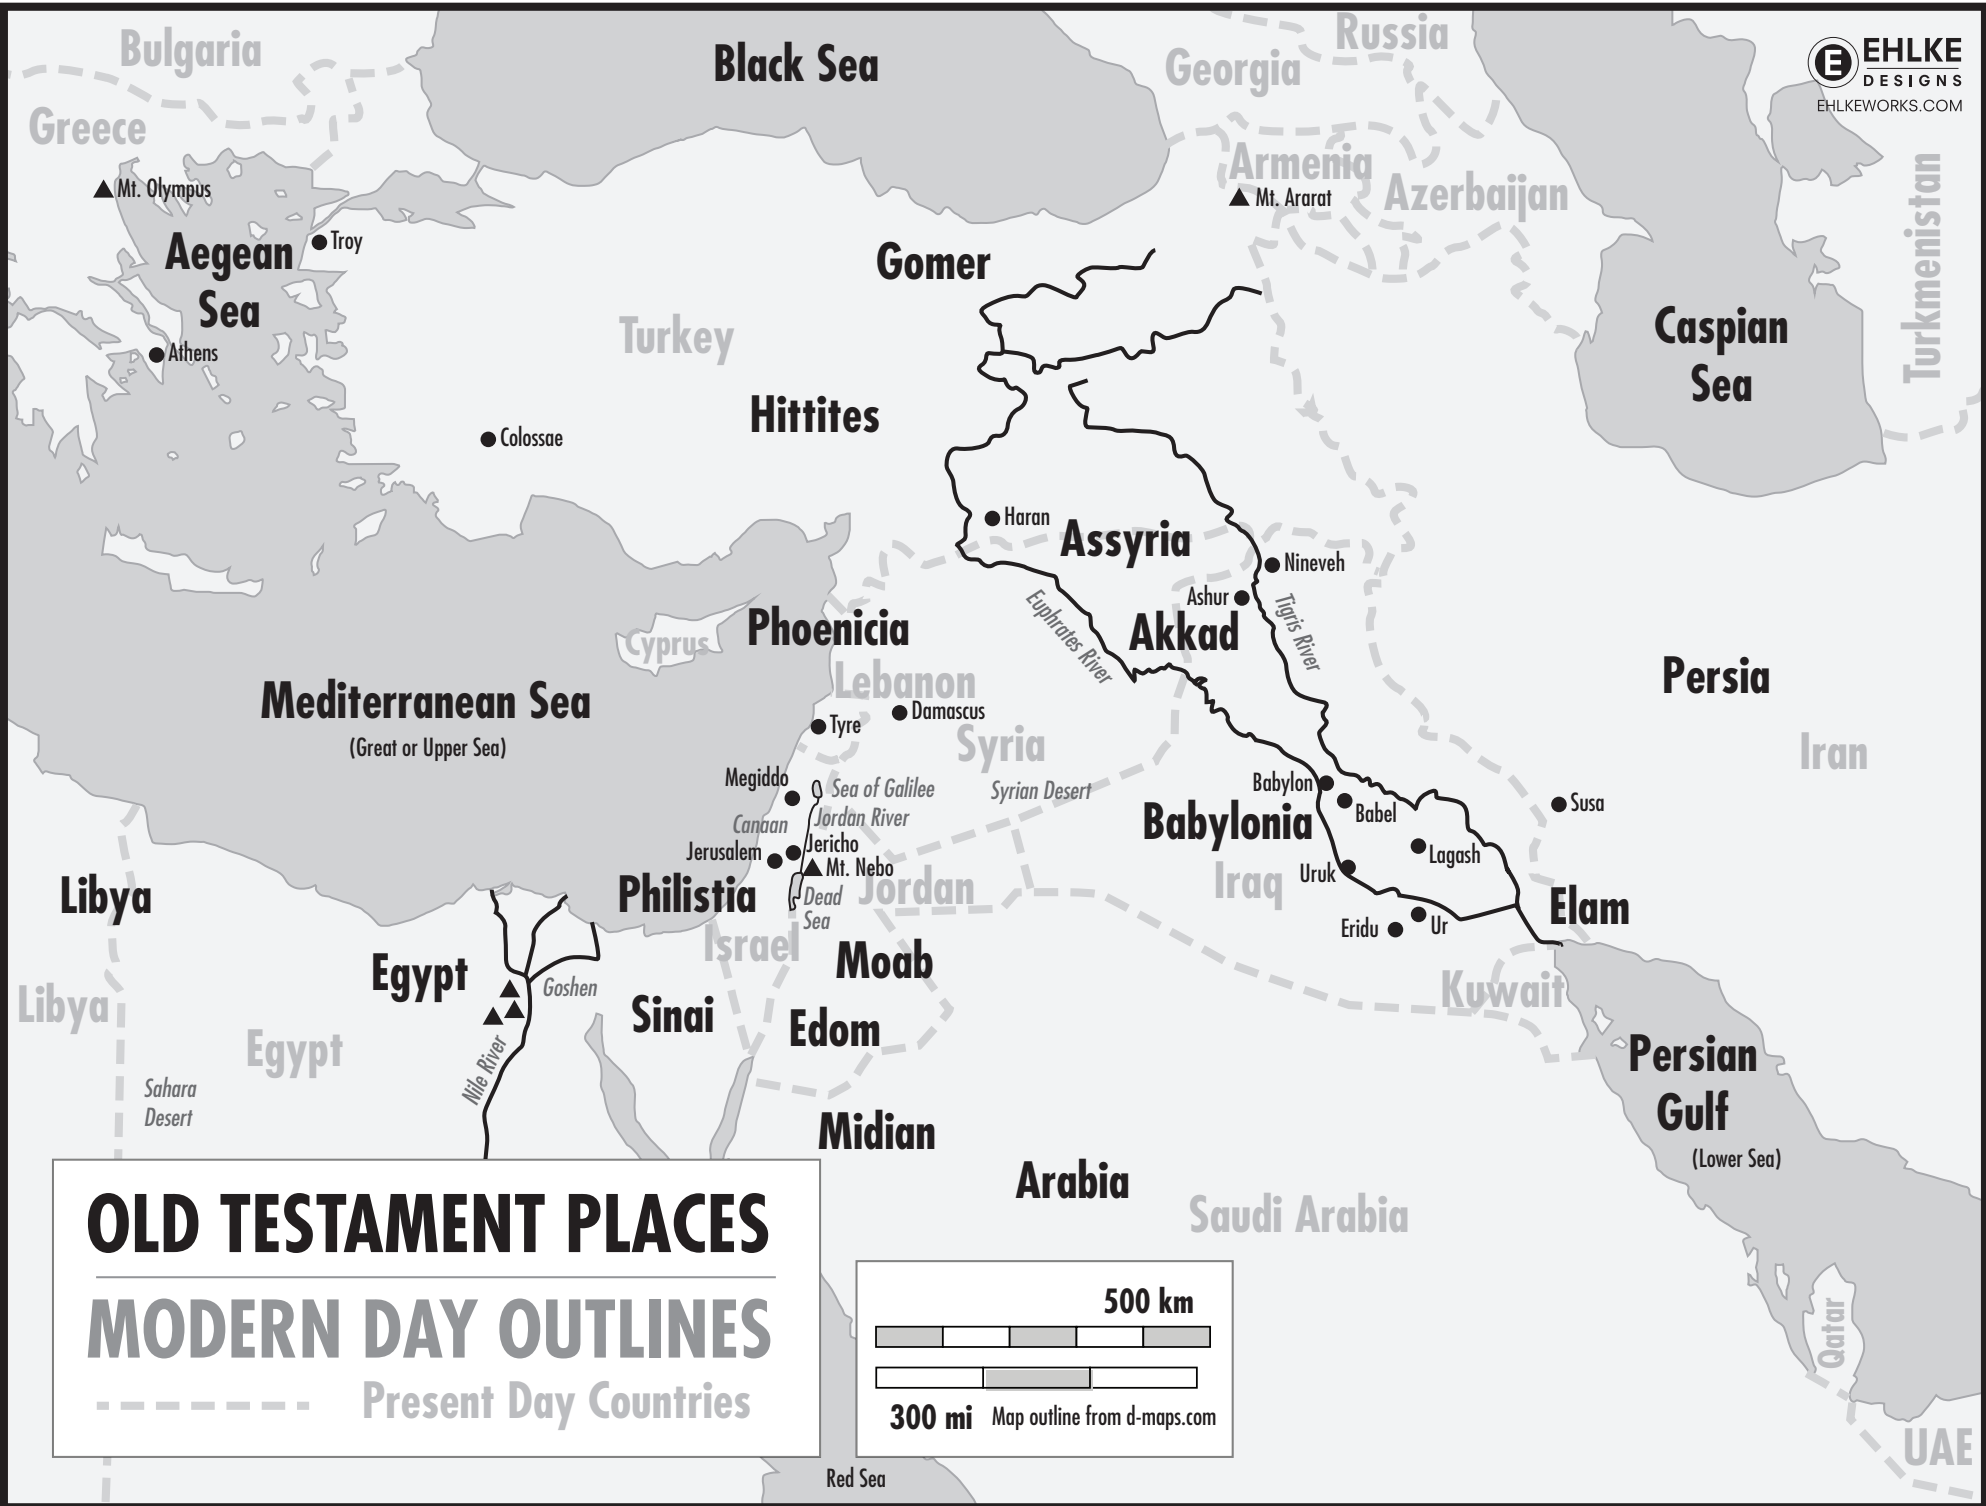 Bulgaria
Black Sea
Georgia
Russia
E EHLKE
DESIGNS
EHLKEWORKS.COM
Greece
Armenia
Mt. Ararat
Azerbaijan
Turkmenistan
Mt. Olympus
Aegean
Sea
Troy
Athens
Gomer
Turkey
Caspian
Sea
Hittites
Colossae
Haran
Assyria
Nineveh
Ashur
Akkad
Euphrates River
Tigris River
Cyprus
Phoenicia
Lebanon
Persia
Mediterranean Sea
(Great or Upper Sea)
Tyre
Damascus
Syria
Iran
Megiddo
Sea of Galilee
Syrian Desert
Jordan River
Canaan
Babylon
Babel
Babylonia
Susa
Jerusalem
Jericho
Mt. Nebo
Lagash
Uruk
Iraq
Libya
Philistia
Dead
Sea
Jordan
Elam
Eridu
Ur
Israel
Moab
Egypt
Goshen
Sinai
Edom
Kuwait
Libya
Egypt
Nile River
Persian
Gulf
(Lower Sea)
Sahara
Desert
Midian
Arabia
Saudi Arabia
OLD TESTAMENT PLACES
MODERN DAY OUTLINES
Present Day Countries
500 km
300 mi
Map outline from d-maps.com
Qatar
UAE
Red Sea